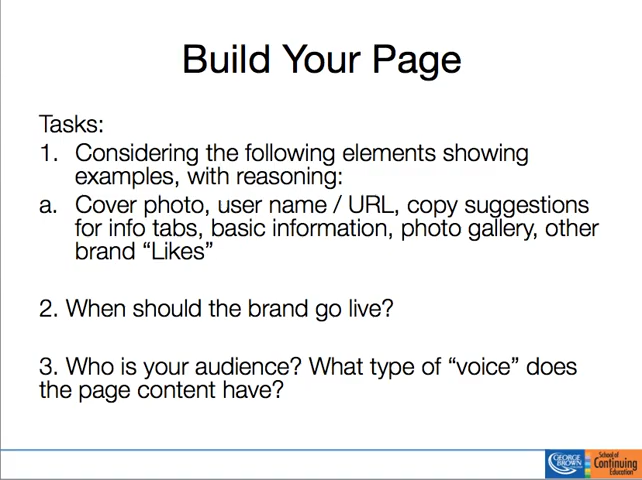 Build Your Page
Tasks:
1. Considering the following elements showing
examples, with reasoning:
a. Cover photo, user name / URL, copy suggestions
for info tabs, basic information, photo gallery, other
brand “Likes”
2. When should the brand go live?
3. Who is your audience? What type of “voice” does
the page content have?
GEORGE BROWN
School of
Continuing
Education